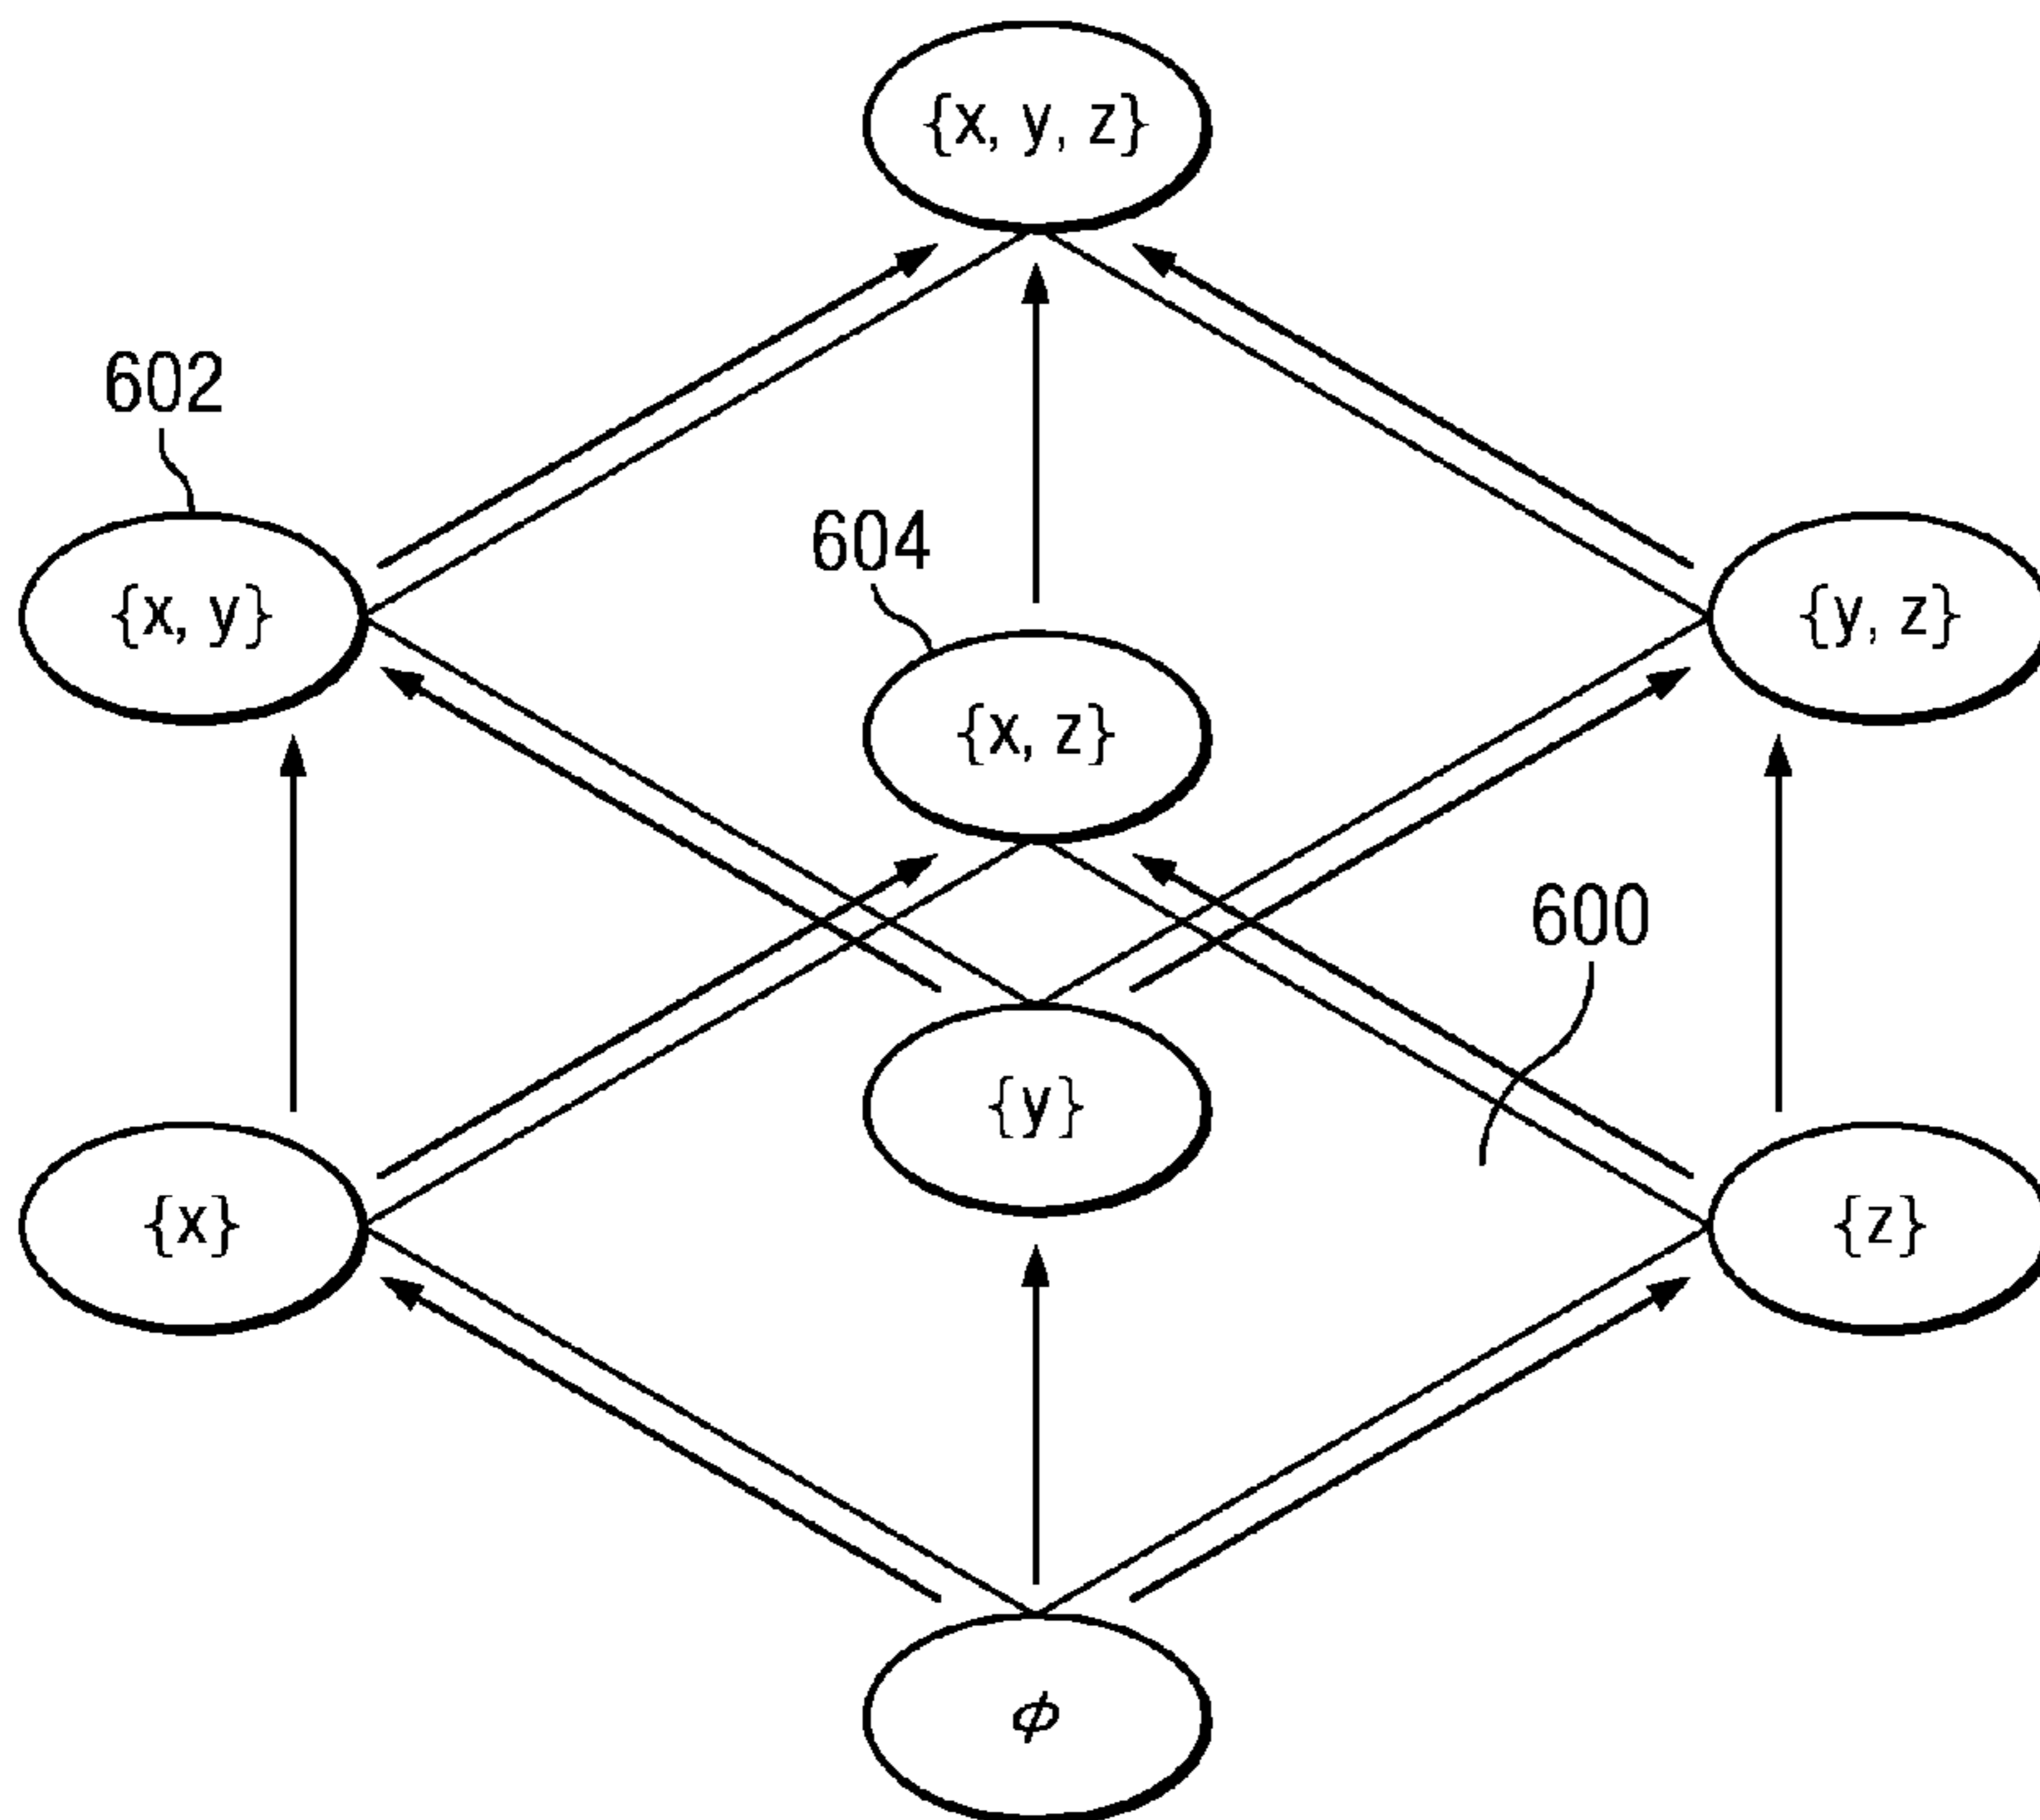 {x, y, z}
602
604
{x, y}
{y, z}
{x, z}
600
{y}
{x}
{z}
ϕ